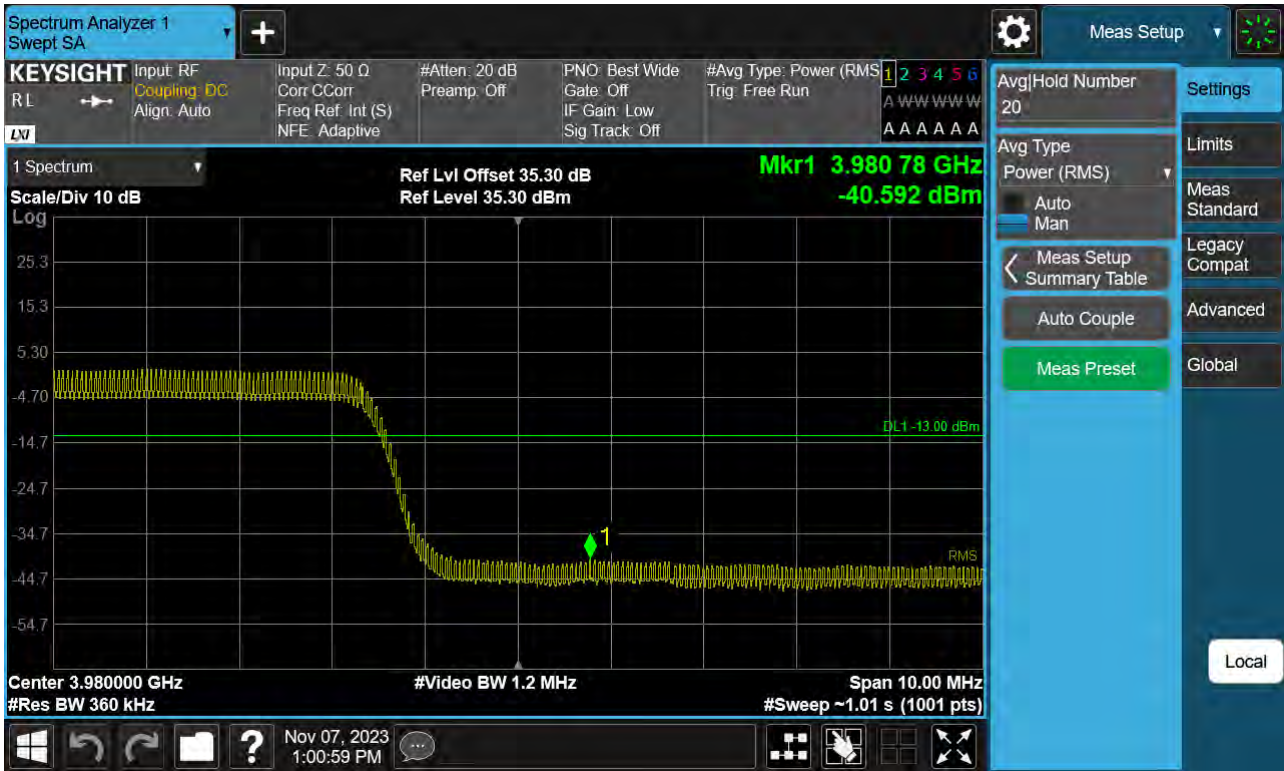 Spectrum Analyzer 1
Swept SA
+
Meas Setup
KEYSIGHT
RL
LXI
Input: RF
Coupling: DC
Align: Auto
Input Z: 50 Ω
Corr CCorr
Freq Ref: Int (S)
NFE: Adaptive
#Atten: 20 dB
Preamp: Off
PNO: Best Wide
Gate: Off
IF Gain: Low
Sig Track: Off
#Avg Type: Power (RMS
Trig: Free Run
1 2 3 4 5 6
A W W W W W
A A A A A A
1 Spectrum
Scale/Div 10 dB
Log
Ref Lvl Offset 35.30 dB
Ref Level 35.30 dBm
Mkr1 3.980 78 GHz
-40.592 dBm
25.3
15.3
5.30
-4.70
-14.7
-24.7
-34.7
-44.7
-54.7
DL1 -13.00 dBm
1
RMS
Center 3.980000 GHz
#Res BW 360 kHz
#Video BW 1.2 MHz
Span 10.00 MHz
#Sweep ~1.01 s (1001 pts)
Avg|Hold Number
20
Avg Type
Power (RMS)
Auto
Man
Meas Setup
Summary Table
Auto Couple
Meas Preset
Settings
Limits
Meas
Standard
Legacy
Compat
Advanced
Global
Local
?
Nov 07, 2023
1:00:59 PM